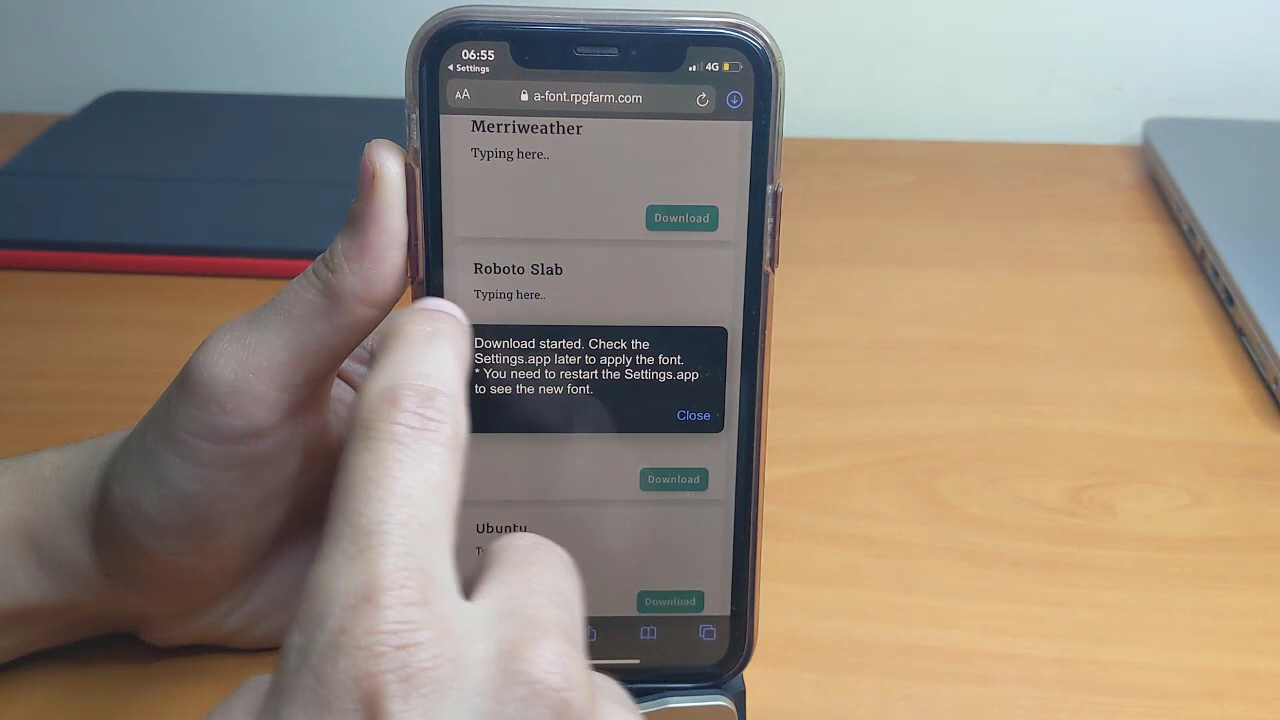 06:55
Settings
4G
AA
a-font.rpgfarm.com
Merriweather
Typing here..
Download
Roboto Slab
Typing here..
Download started. Check the
Settings.app later to apply the font.
* You need to restart the Settings.app
to see the new font.
Close
Download
Ubuntu
Download